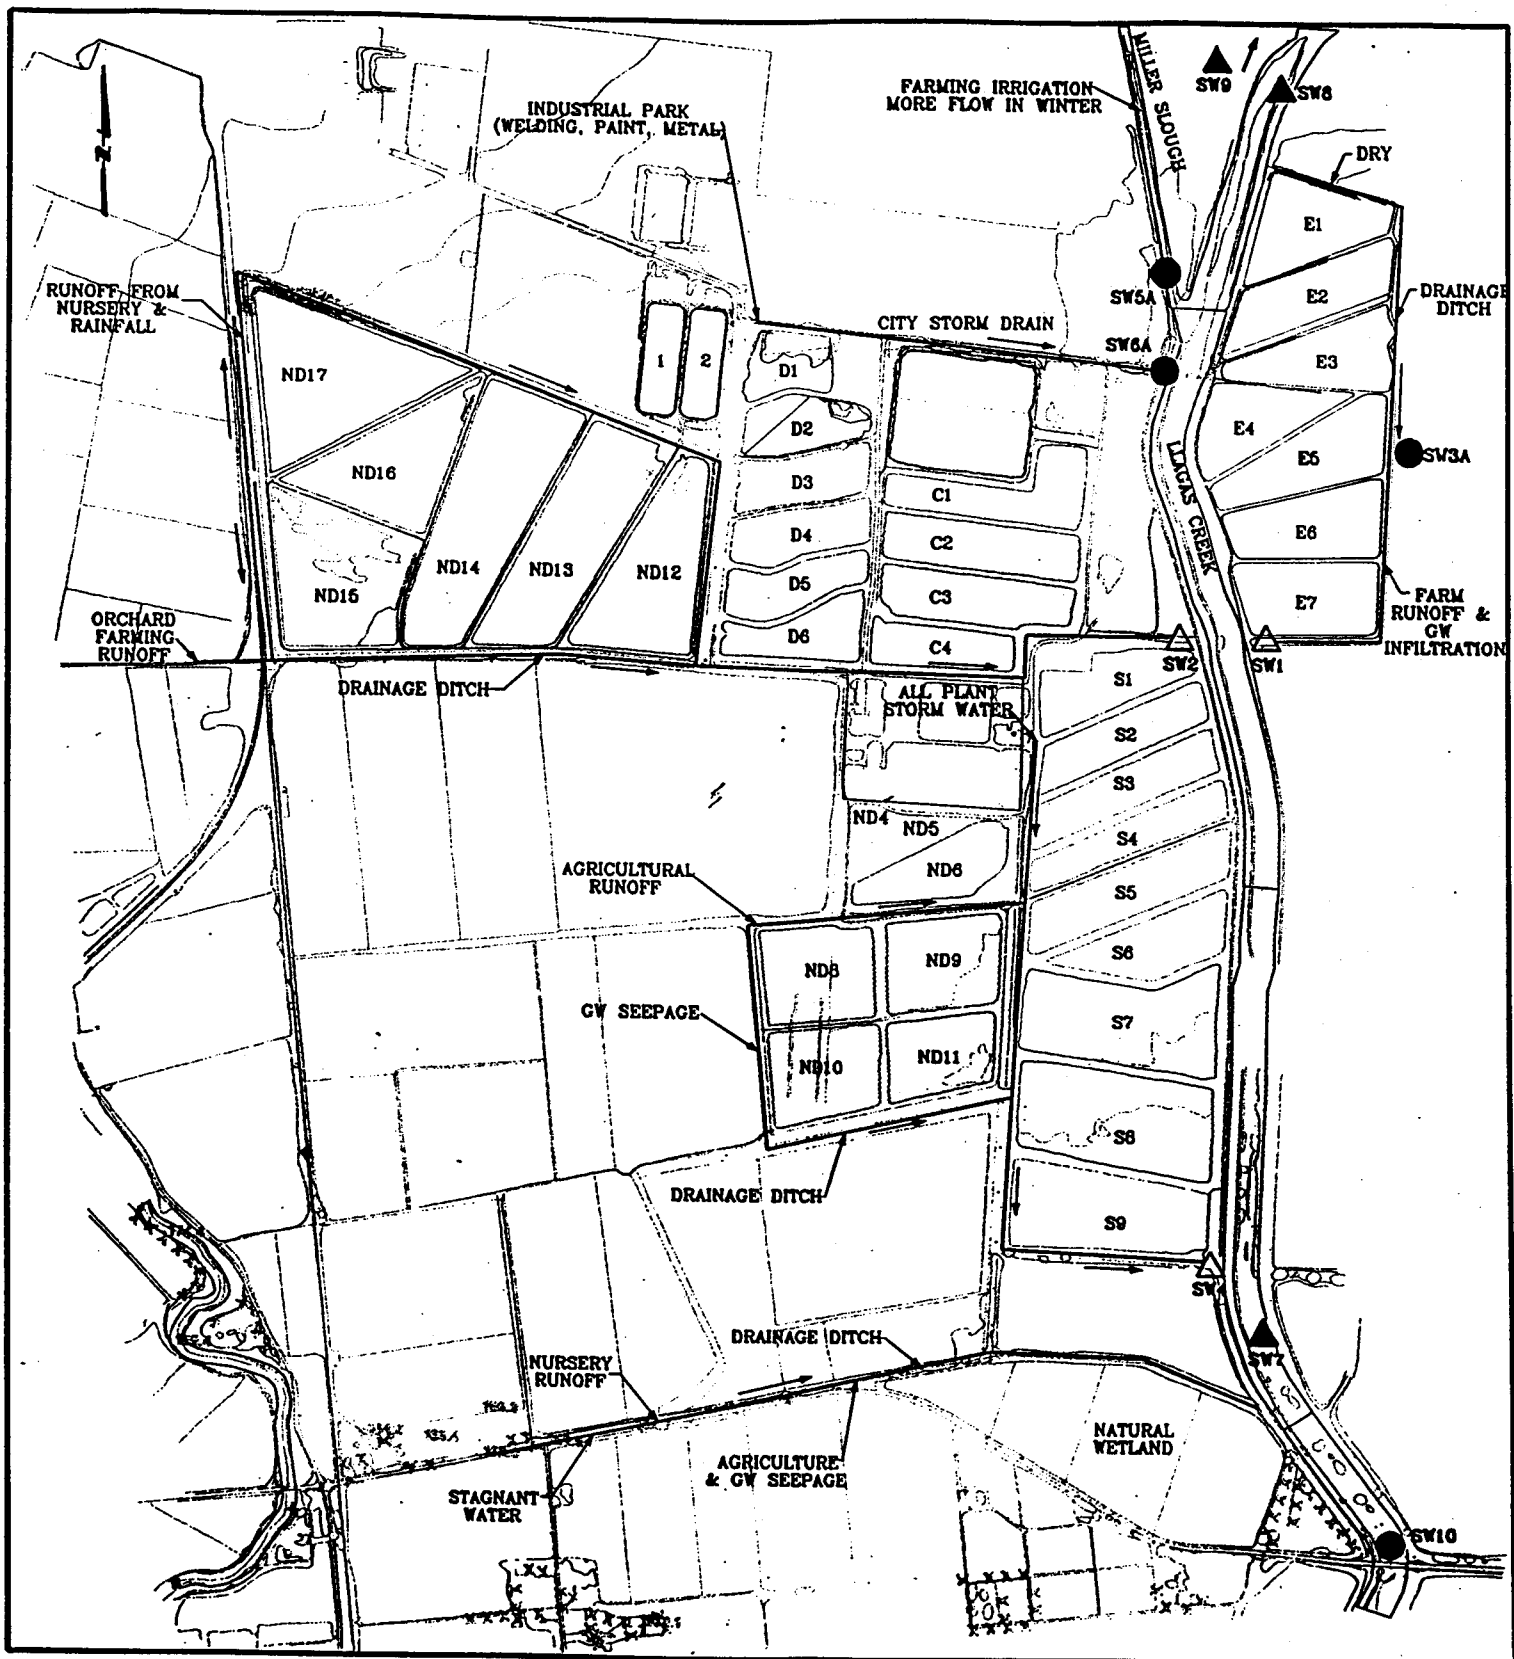 MILLER SLOUGH
SW9
SW8
FARMING IRRIGATION
MORE FLOW IN WINTER
INDUSTRIAL PARK
(WELDING, PAINT, METAL)
N
DRY
E1
RUNOFF FROM
NURSERY &
RAINFALL
SW5A
E2
DRAINAGE
DITCH
CITY STORM DRAIN
SW6A
1
2
D1
E3
ND17
D2
E4
E5
SW3A
ND16
D3
C1
LLAGAS CREEK
D4
C2
E6
ND14
ND13
ND12
D5
C3
ND15
E7
FARM
RUNOFF &
GW
INFILTRATION
ORCHARD
FARMING
RUNOFF
D6
C4
SW2
SW1
DRAINAGE DITCH
ALL PLANT
STORM WATER
S1
S2
S3
ND4
ND5
S4
AGRICULTURAL
RUNOFF
ND6
S5
ND8
ND9
S6
GW SEEPAGE
S7
ND10
ND11
S8
DRAINAGE DITCH
S9
DRAINAGE DITCH
SW7
NURSERY
RUNOFF
NATURAL
WETLAND
AGRICULTURE
& GW SEEPAGE
STAGNANT
WATER
SW10